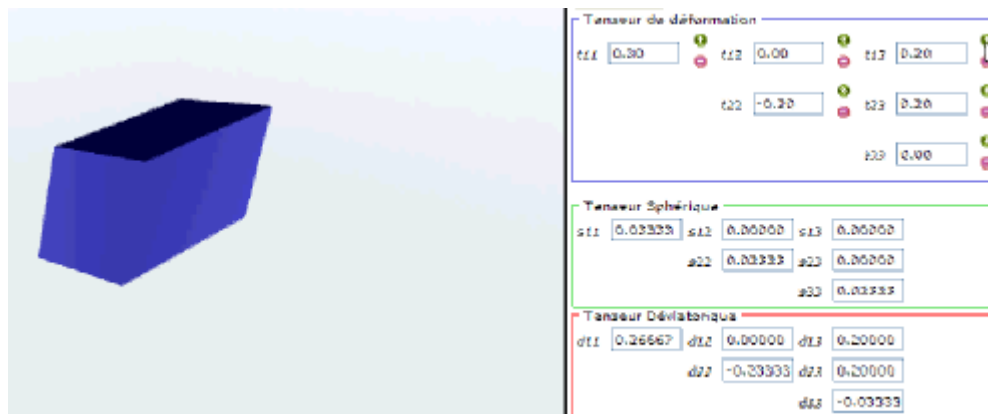 Tenseur de déformation
t11 0.30 t12 0.00 t13 0.20
t22 -0.20 t23 0.20
t33 0.00
Tenseur Sphérique
s11 0.03333 s12 0.00000 s13 0.00000
s22 0.03333 s23 0.00000
s33 0.03333
Tenseur Déviatorique
d11 0.26667 d12 0.00000 d13 0.20000
d22 -0.23333 d23 0.20000
d33 -0.03333